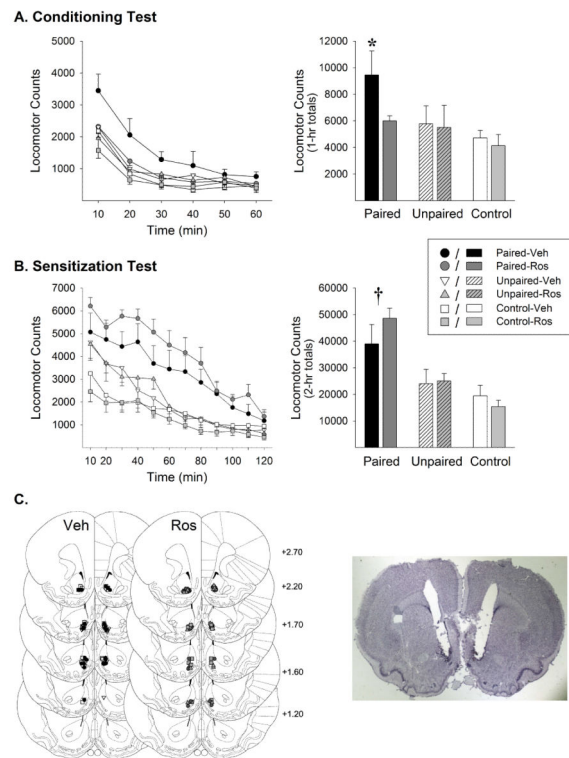 A. Conditioning Test
Locomotor Counts
5000
4000
3000
2000
1000
10 20 30 40 50 60
Time (min)
Locomotor Counts
(1-hr totals)
12000
10000
8000
6000
4000
2000
*
Paired Unpaired Control
B. Sensitization Test
Locomotor Counts
7000
6000
5000
4000
3000
2000
1000
10 20 40 60 80 100 120
Time (min)
Locomotor Counts
(2-hr totals)
60000
50000
40000
30000
20000
10000
†
Paired Unpaired Control
/ Paired-Veh
/ Paired-Ros
/ Unpaired-Veh
/ Unpaired-Ros
/ Control-Veh
/ Control-Ros
C.
Veh Ros
+2.70
+2.20
+1.70
+1.60
+1.20